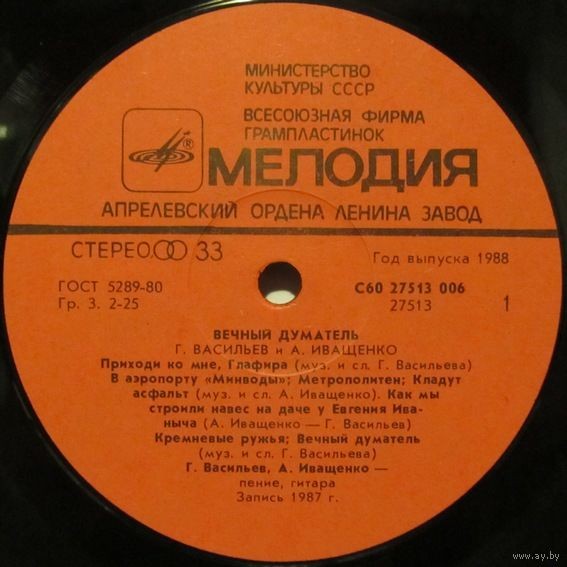 МИНИСТЕРСТВО
КУЛЬТУРЫ СССР
ВСЕСОЮЗНАЯ ФИРМА
ГРАМПЛАСТИНОК
®
МЕЛОДИЯ
АПРЕЛЕВСКИЙ ОРДЕНА ЛЕНИНА ЗАВОД
СТЕРЕО 33
Год выпуска 1988
ГОСТ 5289-80
Гр. 3. 2-25
С60 27513 006
27513
1
ВЕЧНЫЙ ДУМАТЕЛЬ
Г. ВАСИЛЬЕВ и А. ИВАЩЕНКО
Приходи ко мне, Глафира (муз. и сл. Г. Васильева)
В аэропорту «Минводы»; Метрополитен; Кладут
асфальт (муз. и сл. А. Иващенко). Как мы
строили навес на даче у Евгения Ива-
ныча (А. Иващенко — Г. Васильев)
Кремневые ружья; Вечный думатель
(муз. и сл. Г. Васильева)
Г. Васильев, А. Иващенко —
пение, гитара
Запись 1987 г.
www.ay.by